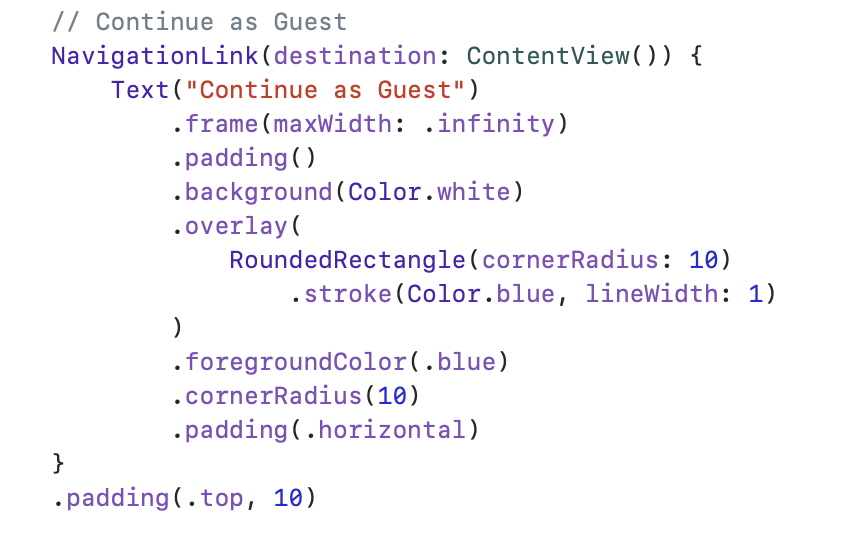 // Continue as Guest
NavigationLink(destination: ContentView()) {
    Text("Continue as Guest")
        .frame(maxWidth: .infinity)
        .padding()
        .background(Color.white)
        .overlay(
            RoundedRectangle(cornerRadius: 10)
                .stroke(Color.blue, lineWidth: 1)
        )
        .foregroundColor(.blue)
        .cornerRadius(10)
        .padding(.horizontal)
}
.padding(.top, 10)